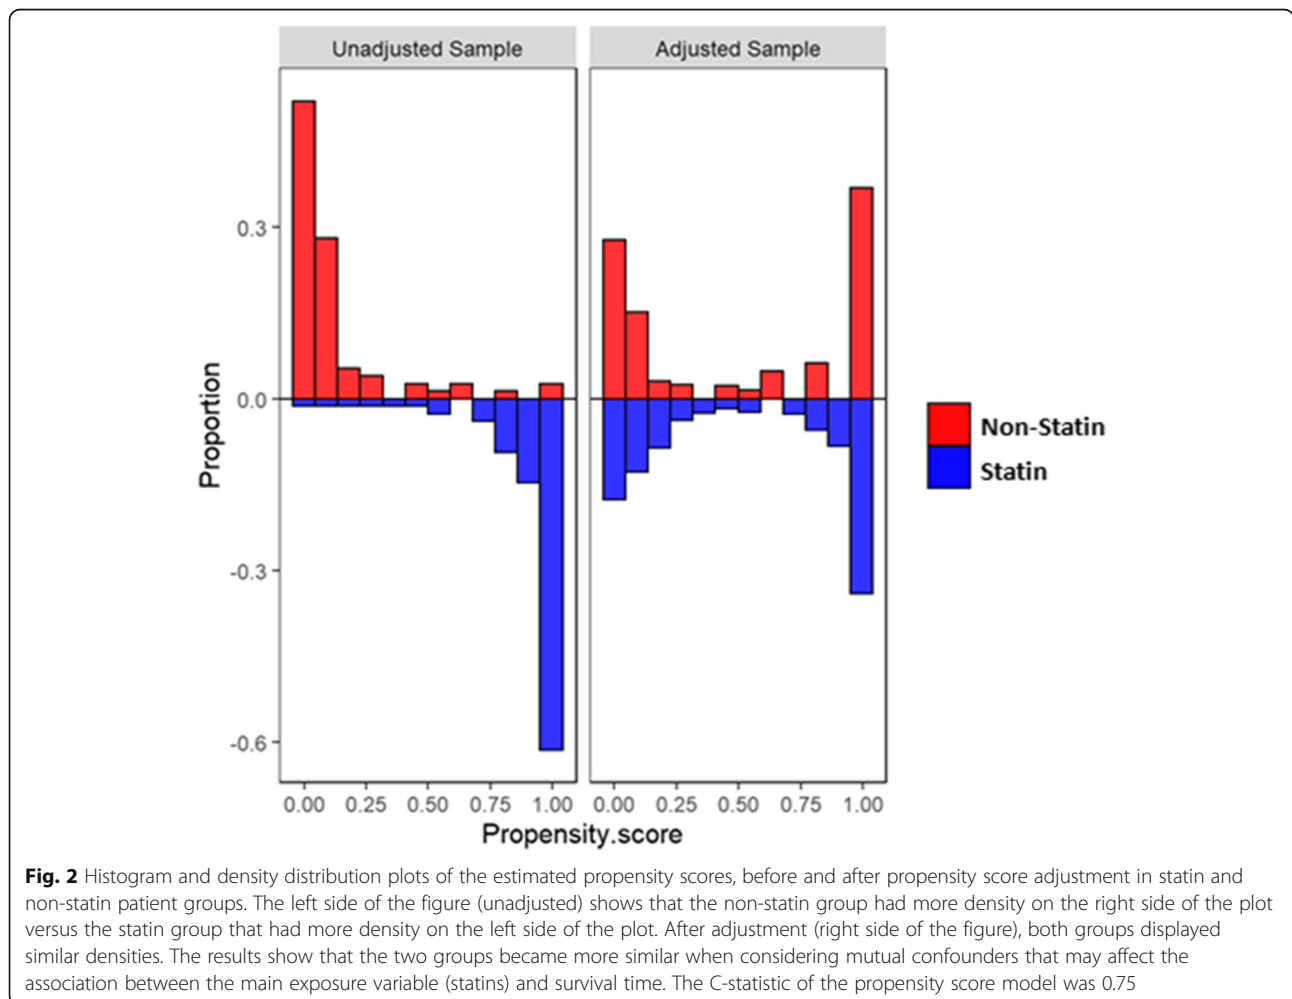 Unadjusted Sample
Adjusted Sample
0.3
0.0
-0.3
-0.6
Proportion
0.00 0.25 0.50 0.75 1.00
0.00 0.25 0.50 0.75 1.00
Propensity.score
Non-Statin
Statin
Fig. 2 Histogram and density distribution plots of the estimated propensity scores, before and after propensity score adjustment in statin and
non-statin patient groups. The left side of the figure (unadjusted) shows that the non-statin group had more density on the right side of the plot
versus the statin group that had more density on the left side of the plot. After adjustment (right side of the figure), both groups displayed
similar densities. The results show that the two groups became more similar when considering mutual confounders that may affect the
association between the main exposure variable (statins) and survival time. The C-statistic of the propensity score model was 0.75